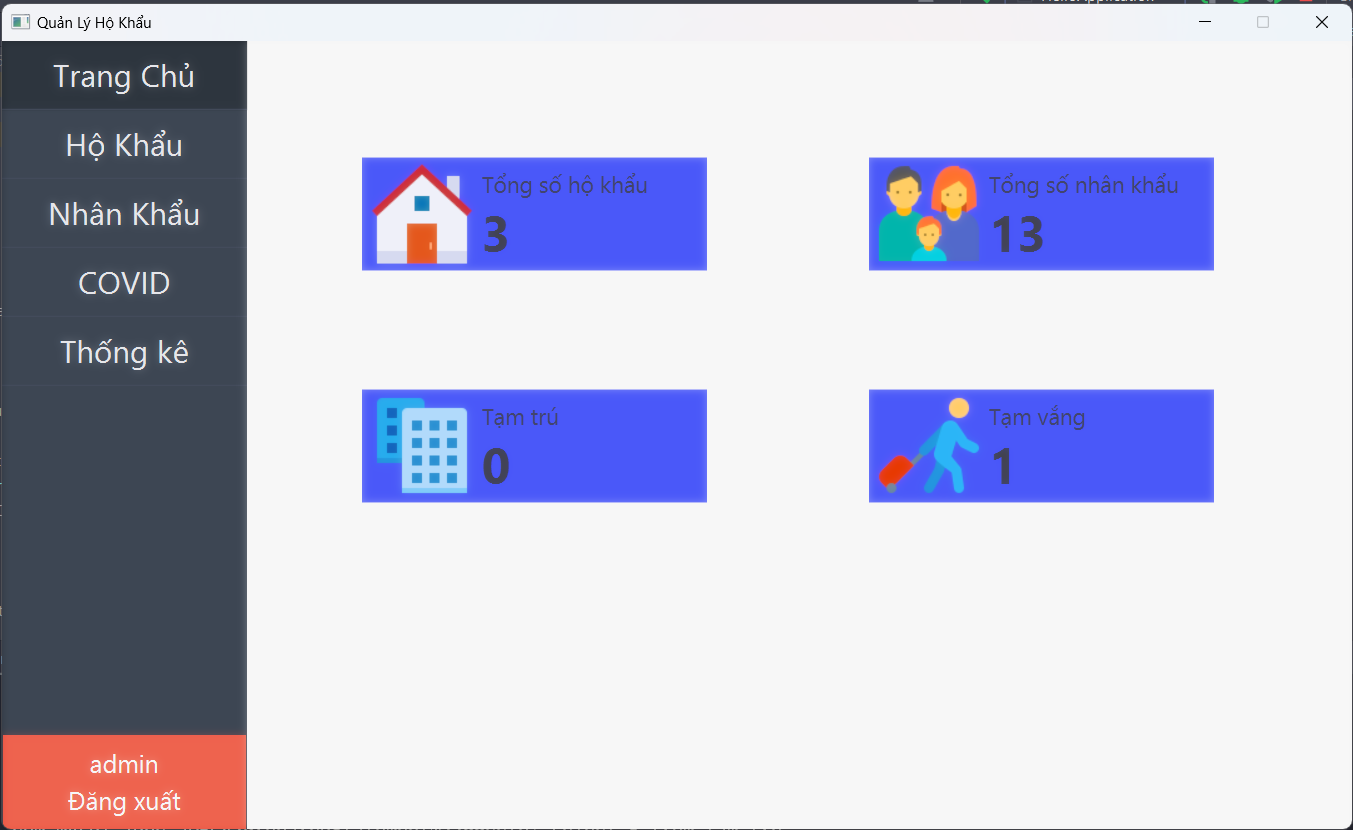 Quản Lý Hộ Khẩu
Trang Chủ
Hộ Khẩu
Nhân Khẩu
COVID
Thống kê
admin
Đăng xuất
Tổng số hộ khẩu
3
Tổng số nhân khẩu
13
Tạm trú
0
Tạm vắng
1